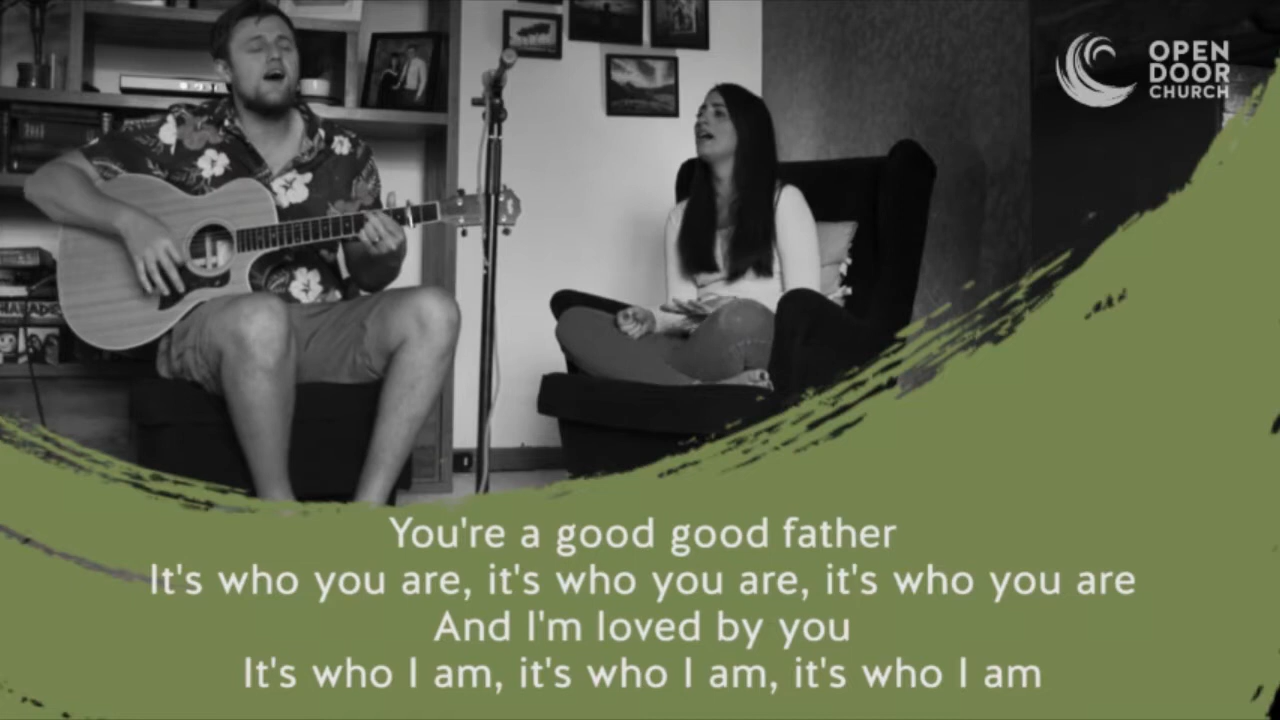 OPEN
DOOR
CHURCH
You're a good good father
It's who you are, it's who you are, it's who you are
And I'm loved by you
It's who I am, it's who I am, it's who I am